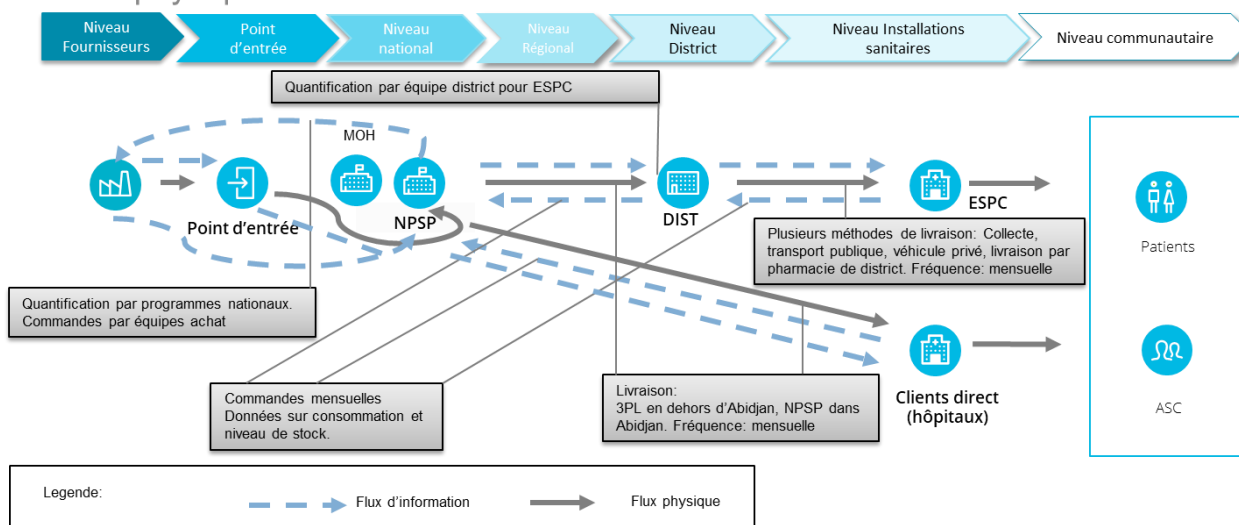 Niveau
Fournisseurs
Point
d'entrée
Niveau
national
Niveau
Régional
Niveau
District
Niveau Installations
sanitaires
Niveau communautaire
Quantification par équipe district pour ESPC
MOH
Point d'entrée
NPSP
DIST
ESPC
Plusieurs méthodes de livraison: Collecte,
transport publique, véhicule privé, livraison par
pharmacie de district. Fréquence: mensuelle
Patients
Quantification par programmes nationaux.
Commandes par équipes achat
Commandes mensuelles
Données sur consommation et
niveau de stock.
Livraison:
3PL en dehors d'Abidjan, NPSP dans
Abidjan. Fréquence: mensuelle
Clients direct
(hôpitaux)
ASC
Legende:
Flux d'information
Flux physique